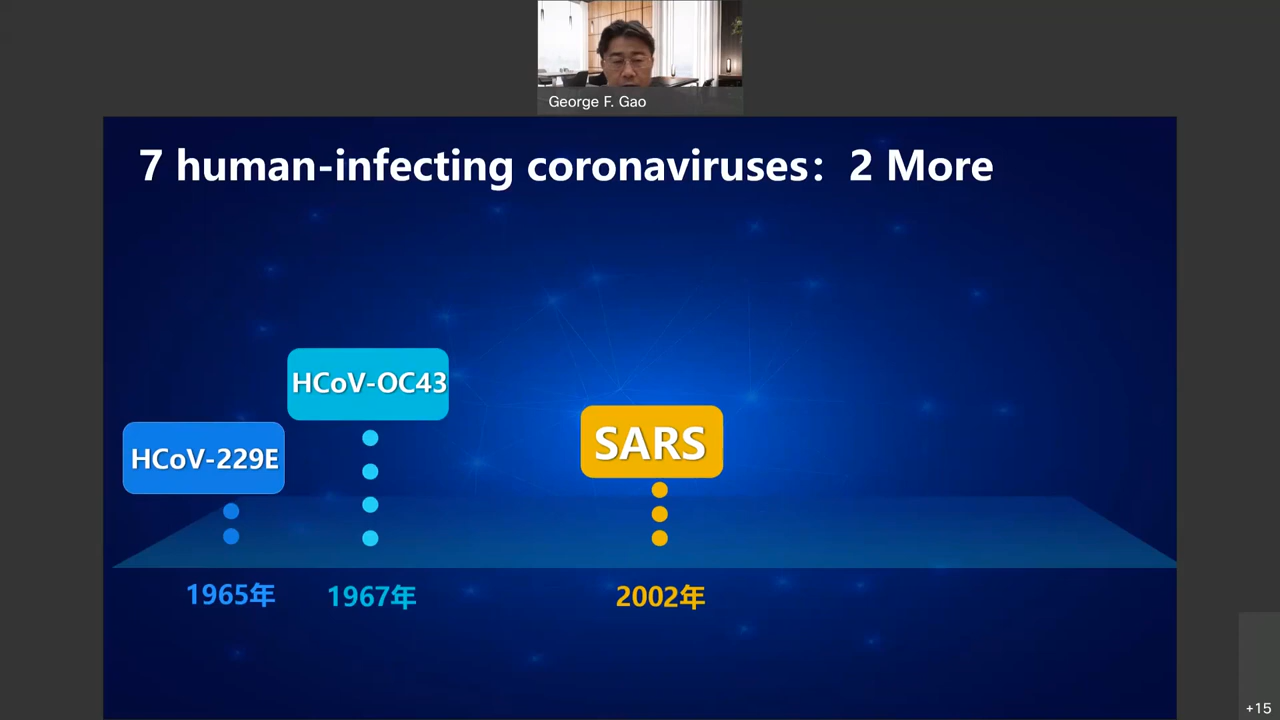 George F. Gao
7 human-infecting coronaviruses：2 More
HCoV-OC43
HCoV-229E
SARS
1965年
1967年
2002年
+15